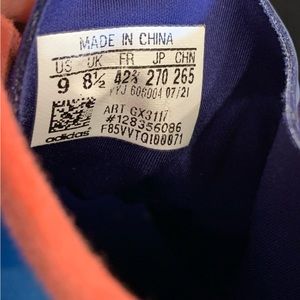 MADE IN CHINA
US UK FR JP CHN
9 8½ 42⅔ 270 265
YYJ 606004 07/21
ART GX3117
#128356086
F85VVTQ100071
adidas